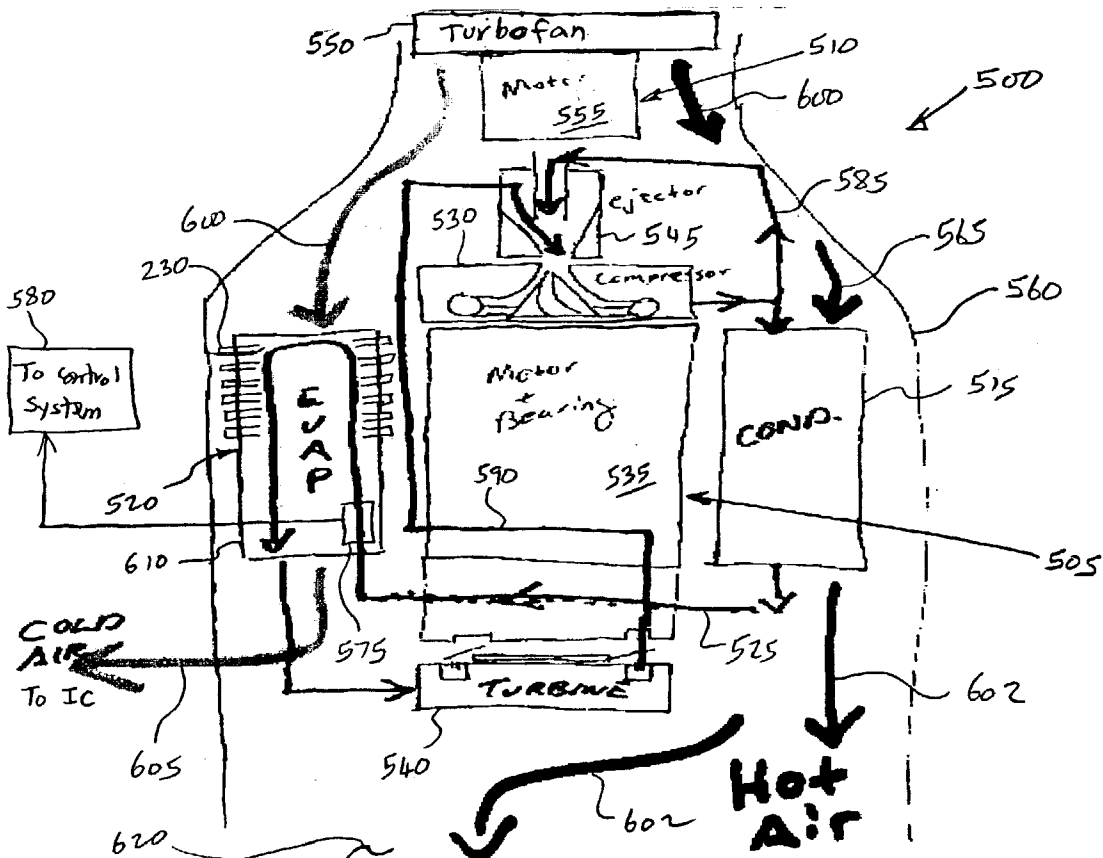 550
Turbofan
510
Motor
555
600
500
ejector
585
530
545
565
600
compressor
560
230
580
To control
System
Motor
+
Bearing
515
EVAP
COND.
535
520
590
505
610
COLD
AIR
575
525
To IC
TURBINE
602
605
540
Hot
Air
602
620